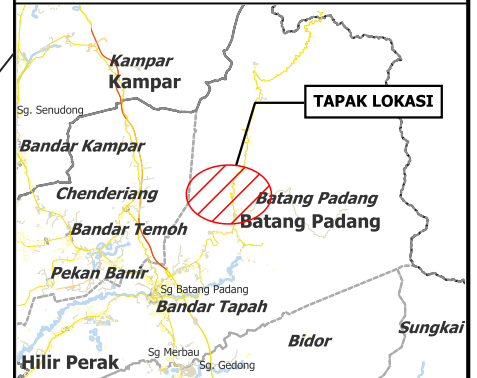 Kampar
Kampar
TAPAK LOKASI
Sg. Senudong
Bandar Kampar
Chenderiang
Batang Padang
Batang Padang
Bandar Temoh
Pekan Banir
Sg Batang Padang
Bandar Tapah
Sungkai
Bidor
Sg Merbau
Hilir Perak
Sg. Gedong